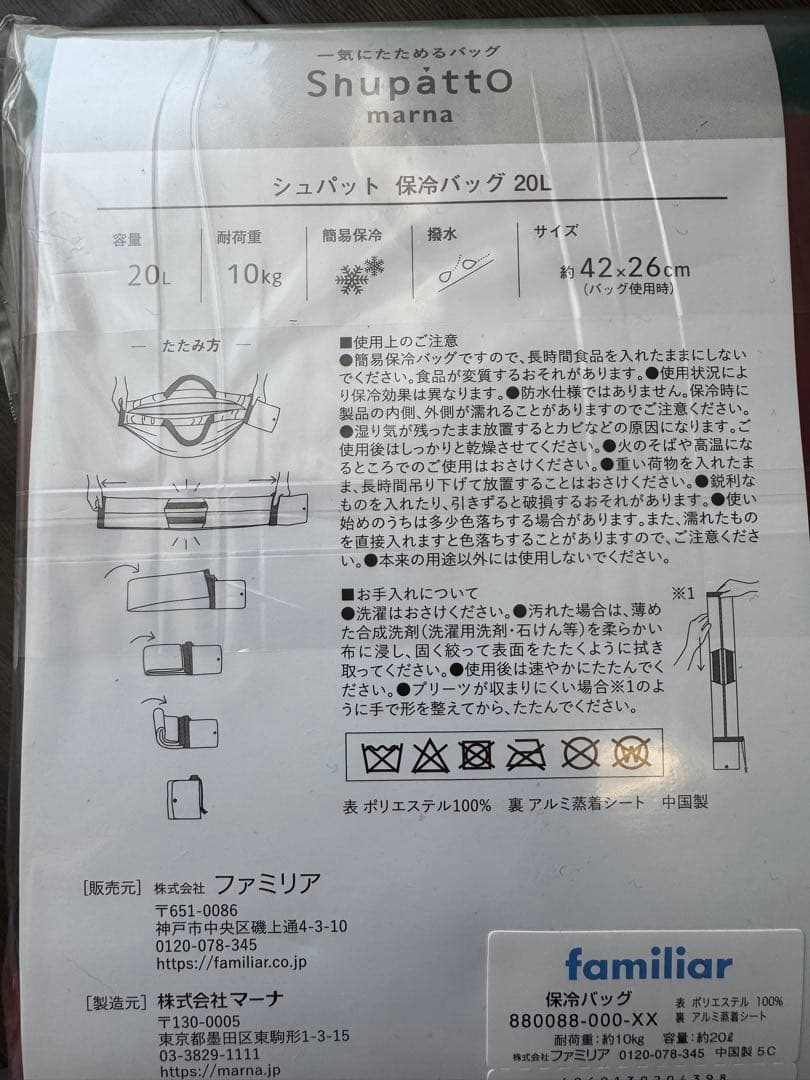 一気にたためるバッグ
Shupatto
marna
シュパット 保冷バッグ 20L
容量 耐荷重 簡易保冷 撥水 サイズ
20L 10kg 約 42×26cm
(バッグ使用時)
― たたみ方 ―
■使用上のご注意
●簡易保冷バッグですので、長時間食品を入れたままにしない
でください。食品が変質するおそれがあります。●使用状況によ
り保冷効果は異なります。●防水仕様ではありません。保冷時に
製品の内側、外側が濡れることがありますのでご注意ください。
●湿り気が残ったまま放置するとカビなどの原因になります。ご
使用後はしっかりと乾燥させてください。●火のそばや高温にな
るところでのご使用はおさけください。●重い荷物を入れたま
ま、長時間吊り下げて放置することはおさけください。●鋭利な
ものを入れたり、引きずると破損するおそれがあります。●使い
始めのうちは多少色落ちする場合があります。また、濡れたもの
を直接入れますと色落ちすることがありますので、ご注意くださ
い。●本来の用途以外には使用しないでください。
■お手入れについて
●洗濯はおさけください。●汚れた場合は、薄め
た合成洗剤(洗濯用洗剤・石けん等)を柔らかい
布に浸し、固く絞って表面をたたくように拭き
取ってください。●使用後は速やかにたたんでく
ださい。●プリーツが収まりにくい場合※1のよ
うに手で形を整えてから、たたんでください。
※1
表 ポリエステル100% 裏 アルミ蒸着シート 中国製
[販売元] 株式会社 ファミリア
〒651-0086
神戸市中央区磯上通4-3-10
0120-078-345
https://familiar.co.jp
[製造元] 株式会社マーナ
〒130-0005
東京都墨田区東駒形1-3-15
03-3829-1111
https://marna.jp
familiar
保冷バッグ 表 ポリエステル 100%
880088-000-XX 裏 アルミ蒸着シート
耐荷重:約10kg 容量:約20ℓ
株式会社 ファミリア 0120-078-345 中国製 5C